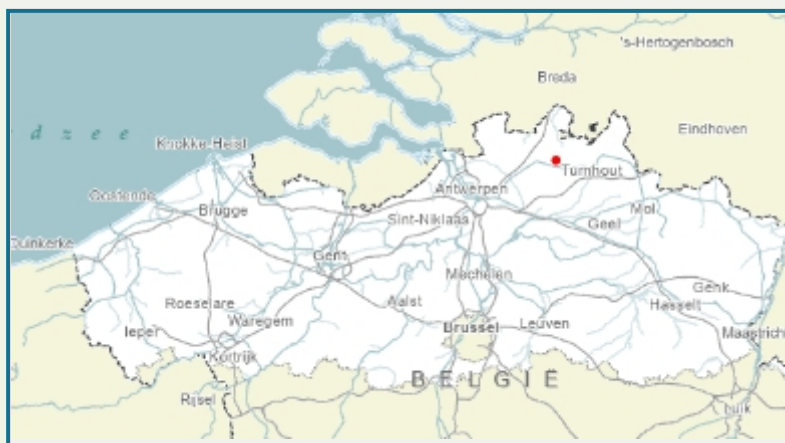 's-Hertogenbosch
Breda
Eindhoven
d z e e
Knokke-Heist
Turnhout
Antwerpen
Oostende
Brugge
Sint-Niklaas
Mol
Geel
Duinkerke
Gent
Mechelen
Genk
Roeselare
Aalst
Hasselt
Waregem
Brussel
Leuven
Ieper
Maastrich
Kortrijk
BELGIË
Rijsel
Luik